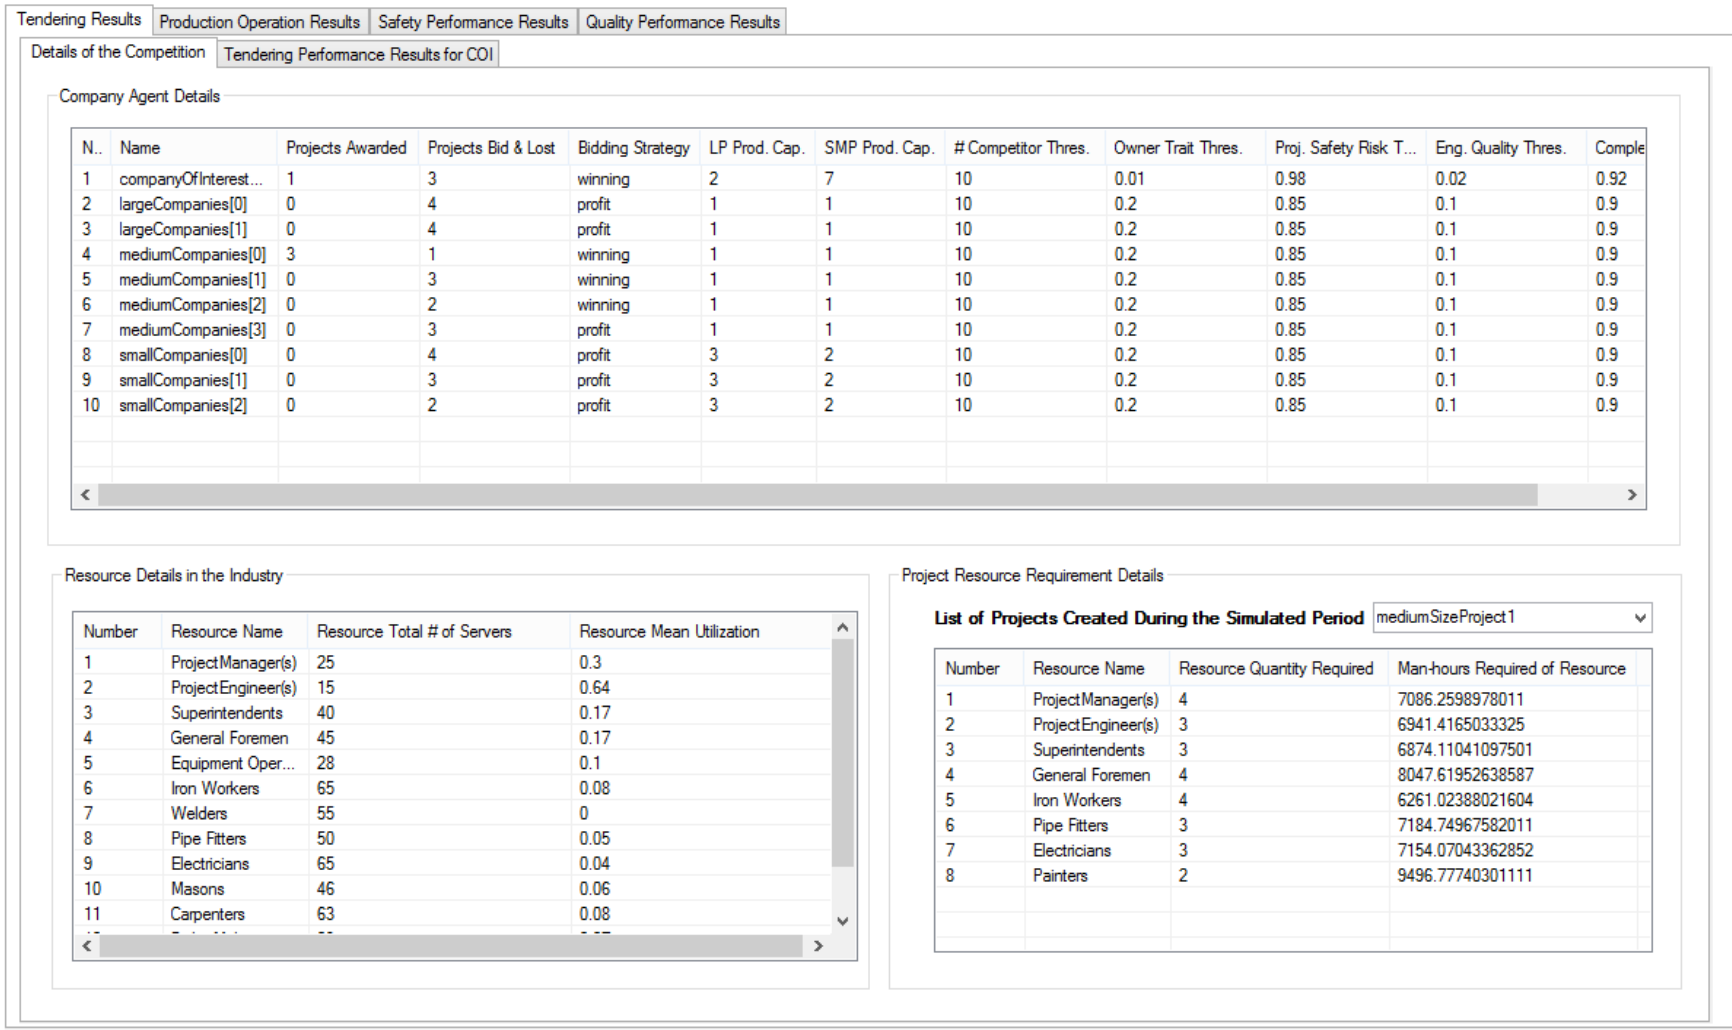 Tendering Results Production Operation Results Safety Performance Results Quality Performance Results
Details of the Competition Tendering Performance Results for COI
Company Agent Details
N.. Name Projects Awarded Projects Bid & Lost Bidding Strategy LP Prod. Cap. SMP Prod. Cap. # Competitor Thres. Owner Trait Thres. Proj. Safety Risk T... Eng. Quality Thres. Comple
1 companyOfInterest... 1 3 winning 2 7 10 0.01 0.98 0.02 0.92
2 largeCompanies[0] 0 4 profit 1 1 10 0.2 0.85 0.1 0.9
3 largeCompanies[1] 0 4 profit 1 1 10 0.2 0.85 0.1 0.9
4 mediumCompanies[0] 3 1 winning 1 1 10 0.2 0.85 0.1 0.9
5 mediumCompanies[1] 0 3 winning 1 1 10 0.2 0.85 0.1 0.9
6 mediumCompanies[2] 0 2 winning 1 1 10 0.2 0.85 0.1 0.9
7 mediumCompanies[3] 0 3 profit 1 1 10 0.2 0.85 0.1 0.9
8 smallCompanies[0] 0 4 profit 3 2 10 0.2 0.85 0.1 0.9
9 smallCompanies[1] 0 3 profit 3 2 10 0.2 0.85 0.1 0.9
10 smallCompanies[2] 0 2 profit 3 2 10 0.2 0.85 0.1 0.9
Resource Details in the Industry
Number Resource Name Resource Total # of Servers Resource Mean Utilization
1 ProjectManager(s) 25 0.3
2 ProjectEngineer(s) 15 0.64
3 Superintendents 40 0.17
4 General Foremen 45 0.17
5 Equipment Oper... 28 0.1
6 Iron Workers 65 0.08
7 Welders 55 0
8 Pipe Fitters 50 0.05
9 Electricians 65 0.04
10 Masons 46 0.06
11 Carpenters 63 0.08
Project Resource Requirement Details
List of Projects Created During the Simulated Period mediumSizeProject1
Number Resource Name Resource Quantity Required Man-hours Required of Resource
1 ProjectManager(s) 4 7086.2598978011
2 ProjectEngineer(s) 3 6941.4165033325
3 Superintendents 3 6874.11041097501
4 General Foremen 4 8047.61952638587
5 Iron Workers 4 6261.02388021604
6 Pipe Fitters 3 7184.74967582011
7 Electricians 3 7154.07043362852
8 Painters 2 9496.77740301111